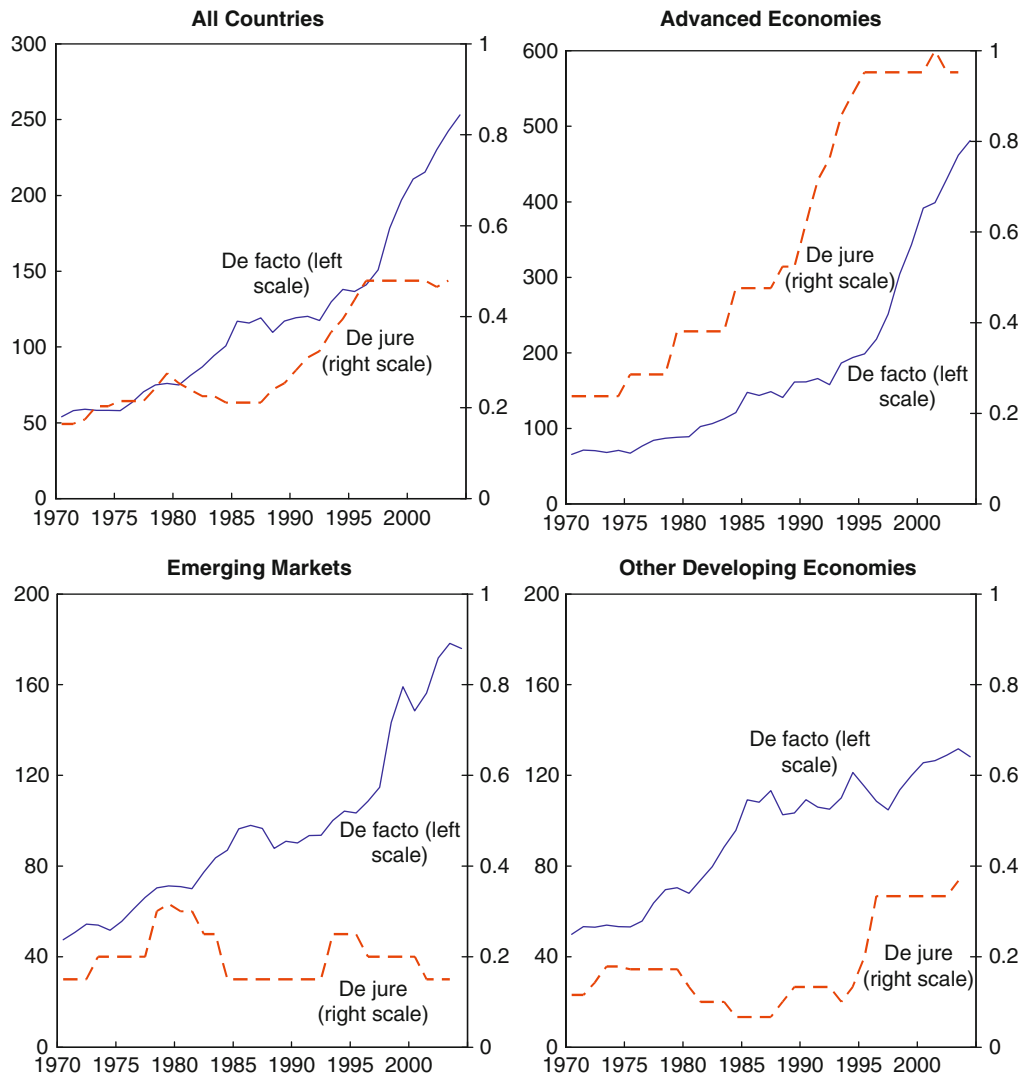 All Countries
300
250
200
150
100
50
0
1
0.8
0.6
0.4
0.2
0
De facto (left
scale)
De jure
(right scale)
1970 1975 1980 1985 1990 1995 2000
Advanced Economies
600
500
400
300
200
100
0
1
0.8
0.6
0.4
0.2
0
De jure
(right scale)
De facto (left
scale)
1970 1975 1980 1985 1990 1995 2000
Emerging Markets
200
160
120
80
40
0
1
0.8
0.6
0.4
0.2
0
De facto (left
scale)
De jure
(right scale)
1970 1975 1980 1985 1990 1995 2000
Other Developing Economies
200
160
120
80
40
0
1
0.8
0.6
0.4
0.2
0
De facto (left
scale)
De jure
(right scale)
1970 1975 1980 1985 1990 1995 2000